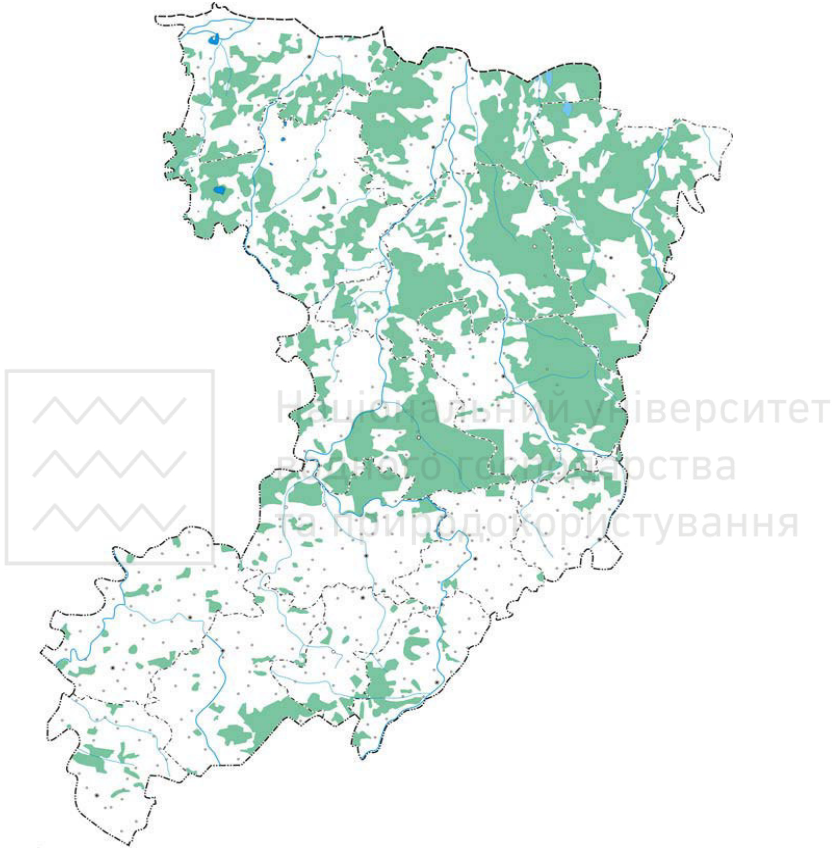 Національний університет
водного господарства
та природокористування